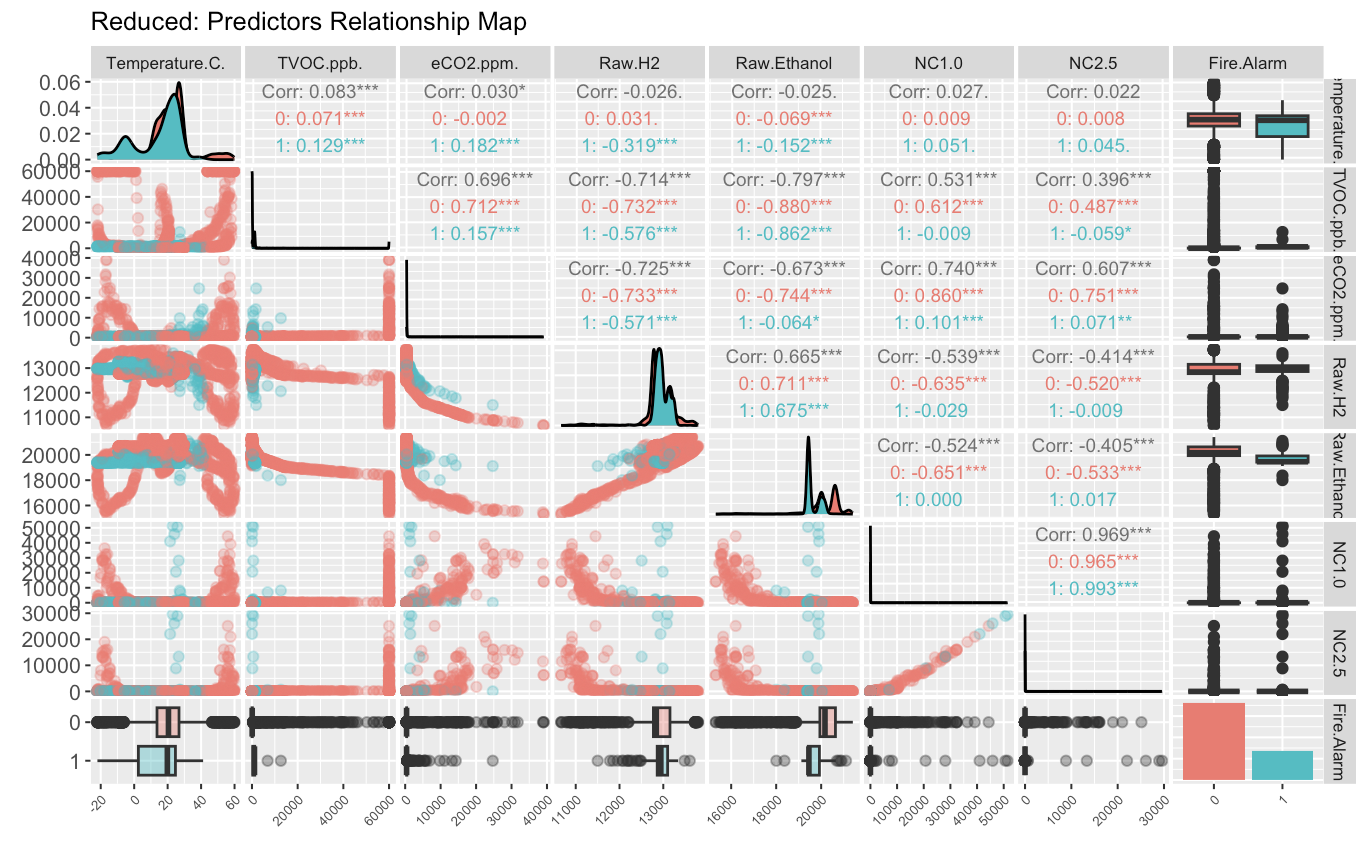 Reduced: Predictors Relationship Map
Temperature.C. TVOC.ppb. eCO2.ppm. Raw.H2 Raw.Ethanol NC1.0 NC2.5 Fire.Alarm
0.06
0.04
0.02
0.00
Corr: 0.083***
0: 0.071***
1: 0.129***
Corr: 0.030*
0: -0.002
1: 0.182***
Corr: -0.026.
0: 0.031.
1: -0.319***
Corr: -0.025.
0: -0.069***
1: -0.152***
Corr: 0.027.
0: 0.009
1: 0.051.
Corr: 0.022
0: 0.008
1: 0.045.
mperature.
60000
40000
20000
0
Corr: 0.696***
0: 0.712***
1: 0.157***
Corr: -0.714***
0: -0.732***
1: -0.576***
Corr: -0.797***
0: -0.880***
1: -0.862***
Corr: 0.531***
0: 0.612***
1: -0.009
Corr: 0.396***
0: 0.487***
1: -0.059*
TVOC.ppb.
40000
30000
20000
10000
0
Corr: -0.725***
0: -0.733***
1: -0.571***
Corr: -0.673***
0: -0.744***
1: -0.064*
Corr: 0.740***
0: 0.860***
1: 0.101***
Corr: 0.607***
0: 0.751***
1: 0.071**
eCO2.ppm.
13000
12000
11000
Corr: 0.665***
0: 0.711***
1: 0.675***
Corr: -0.539***
0: -0.635***
1: -0.029
Corr: -0.414***
0: -0.520***
1: -0.009
Raw.H2
20000
18000
16000
Corr: -0.524***
0: -0.651***
1: 0.000
Corr: -0.405***
0: -0.533***
1: 0.017
Raw.Ethanc
50000
40000
30000
20000
10000
0
Corr: 0.969***
0: 0.965***
1: 0.993***
NC1.0
30000
20000
10000
0
NC2.5
0
1
Fire.Alarm
-20 0 20 40 60
0 20000 40000 60000
0 10000 20000 30000 40000
11000 12000 13000
16000 18000 20000
0 10000 20000 30000 40000 50000
0 10000 20000 30000
0 1